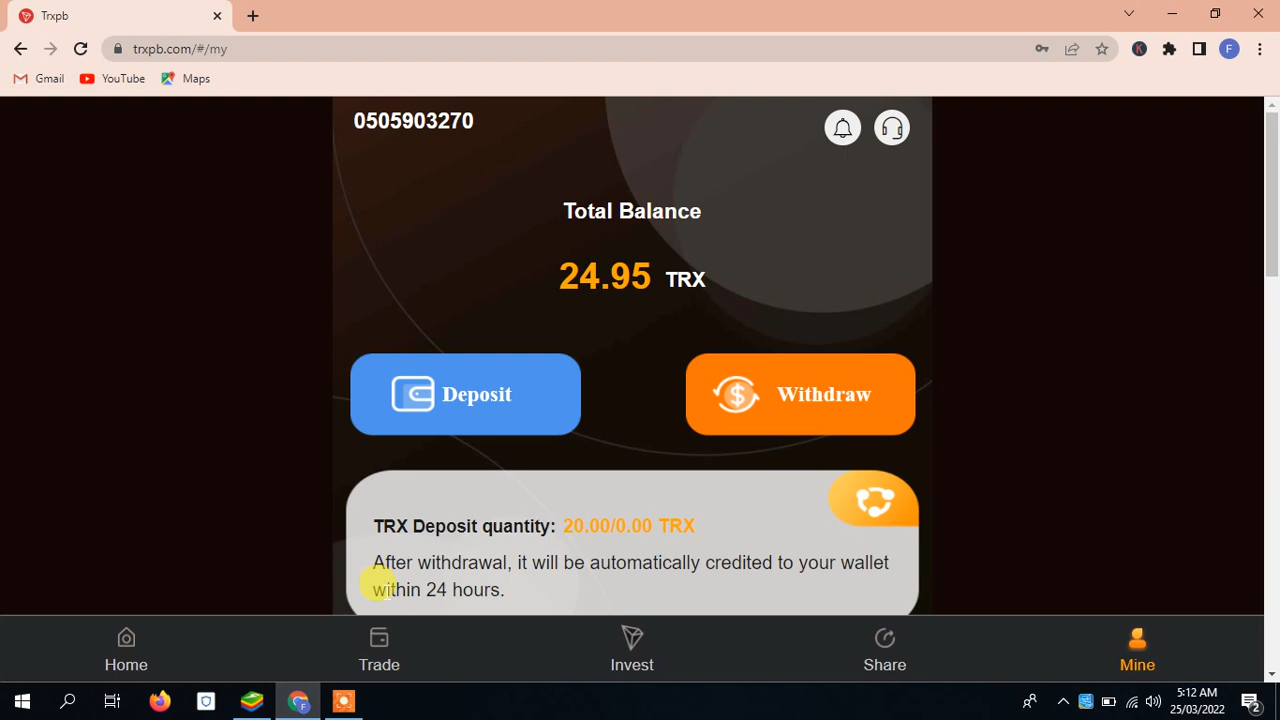 Trxpb
trxpb.com/#/my
Gmail YouTube Maps
K F
0505903270
Total Balance
24.95 TRX
Deposit Withdraw
TRX Deposit quantity: 20.00/0.00 TRX
After withdrawal, it will be automatically credited to your wallet
within 24 hours.
Home Trade Invest Share Mine
5:12 AM
25/03/2022
2